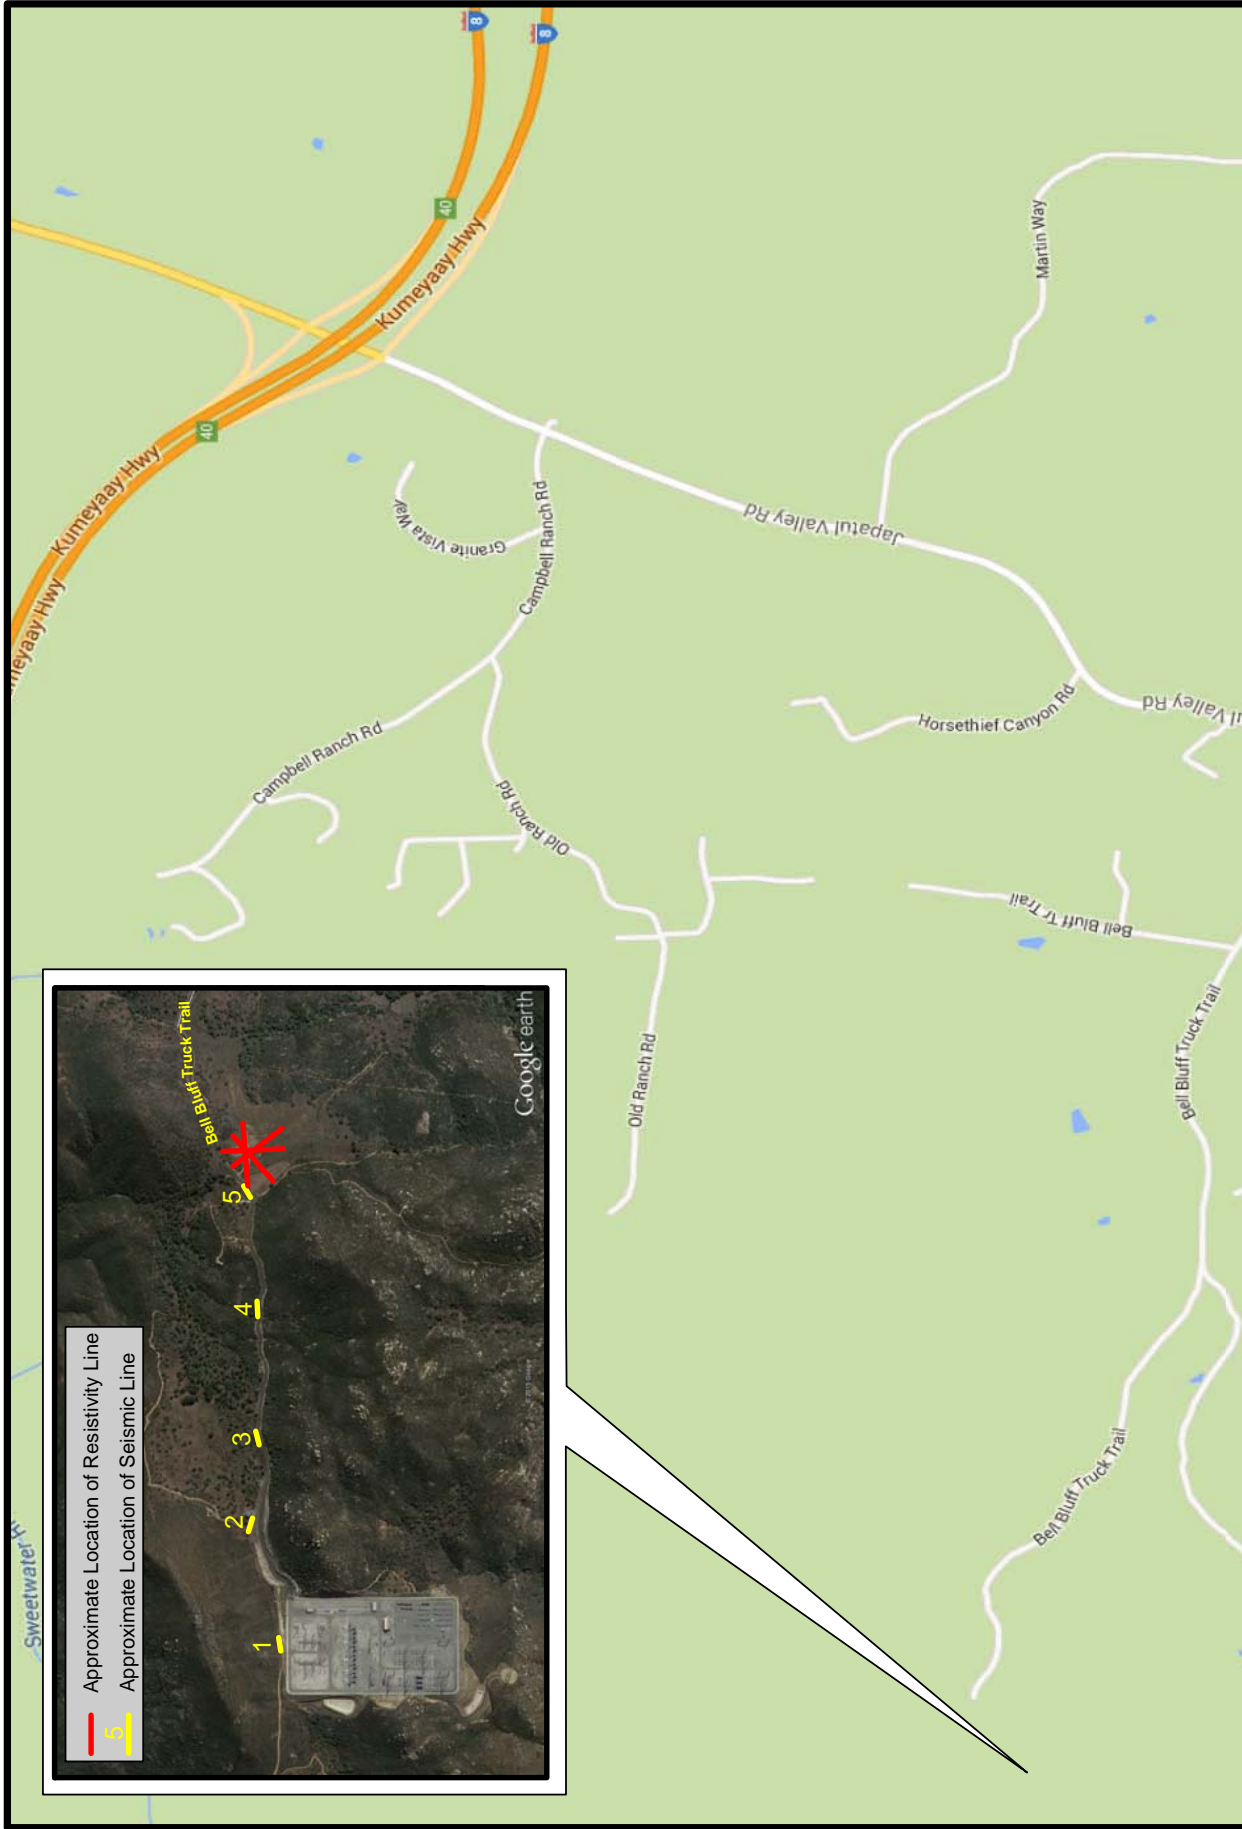 Sweetwater R
Approximate Location of Resistivity Line
5
Approximate Location of Seismic Line
1
2
3
4
5
Bell Bluff Truck Trail
Google earth
meyaay Hwy
Kumeyaay Hwy
40
Kumeyaay Hwy
40
8
8
Granite Vista Way
Campbell Ranch Rd
Campbell Ranch Rd
Old Ranch Rd
Old Ranch Rd
Japatul Valley Rd
Martin Way
Horsethief Canyon Rd
ul Valley Rd
Bell Bluff Tr Trail
Bell Bluff Truck Trail
Bell Bluff Truck Trail